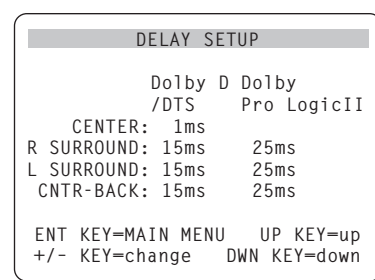 DELAY SETUP
Dolby D Dolby
/DTS Pro LogicII
CENTER: 1ms
R SURROUND: 15ms 25ms
L SURROUND: 15ms 25ms
CNTR-BACK: 15ms 25ms
ENT KEY=MAIN MENU UP KEY=up
+/- KEY=change DWN KEY=down